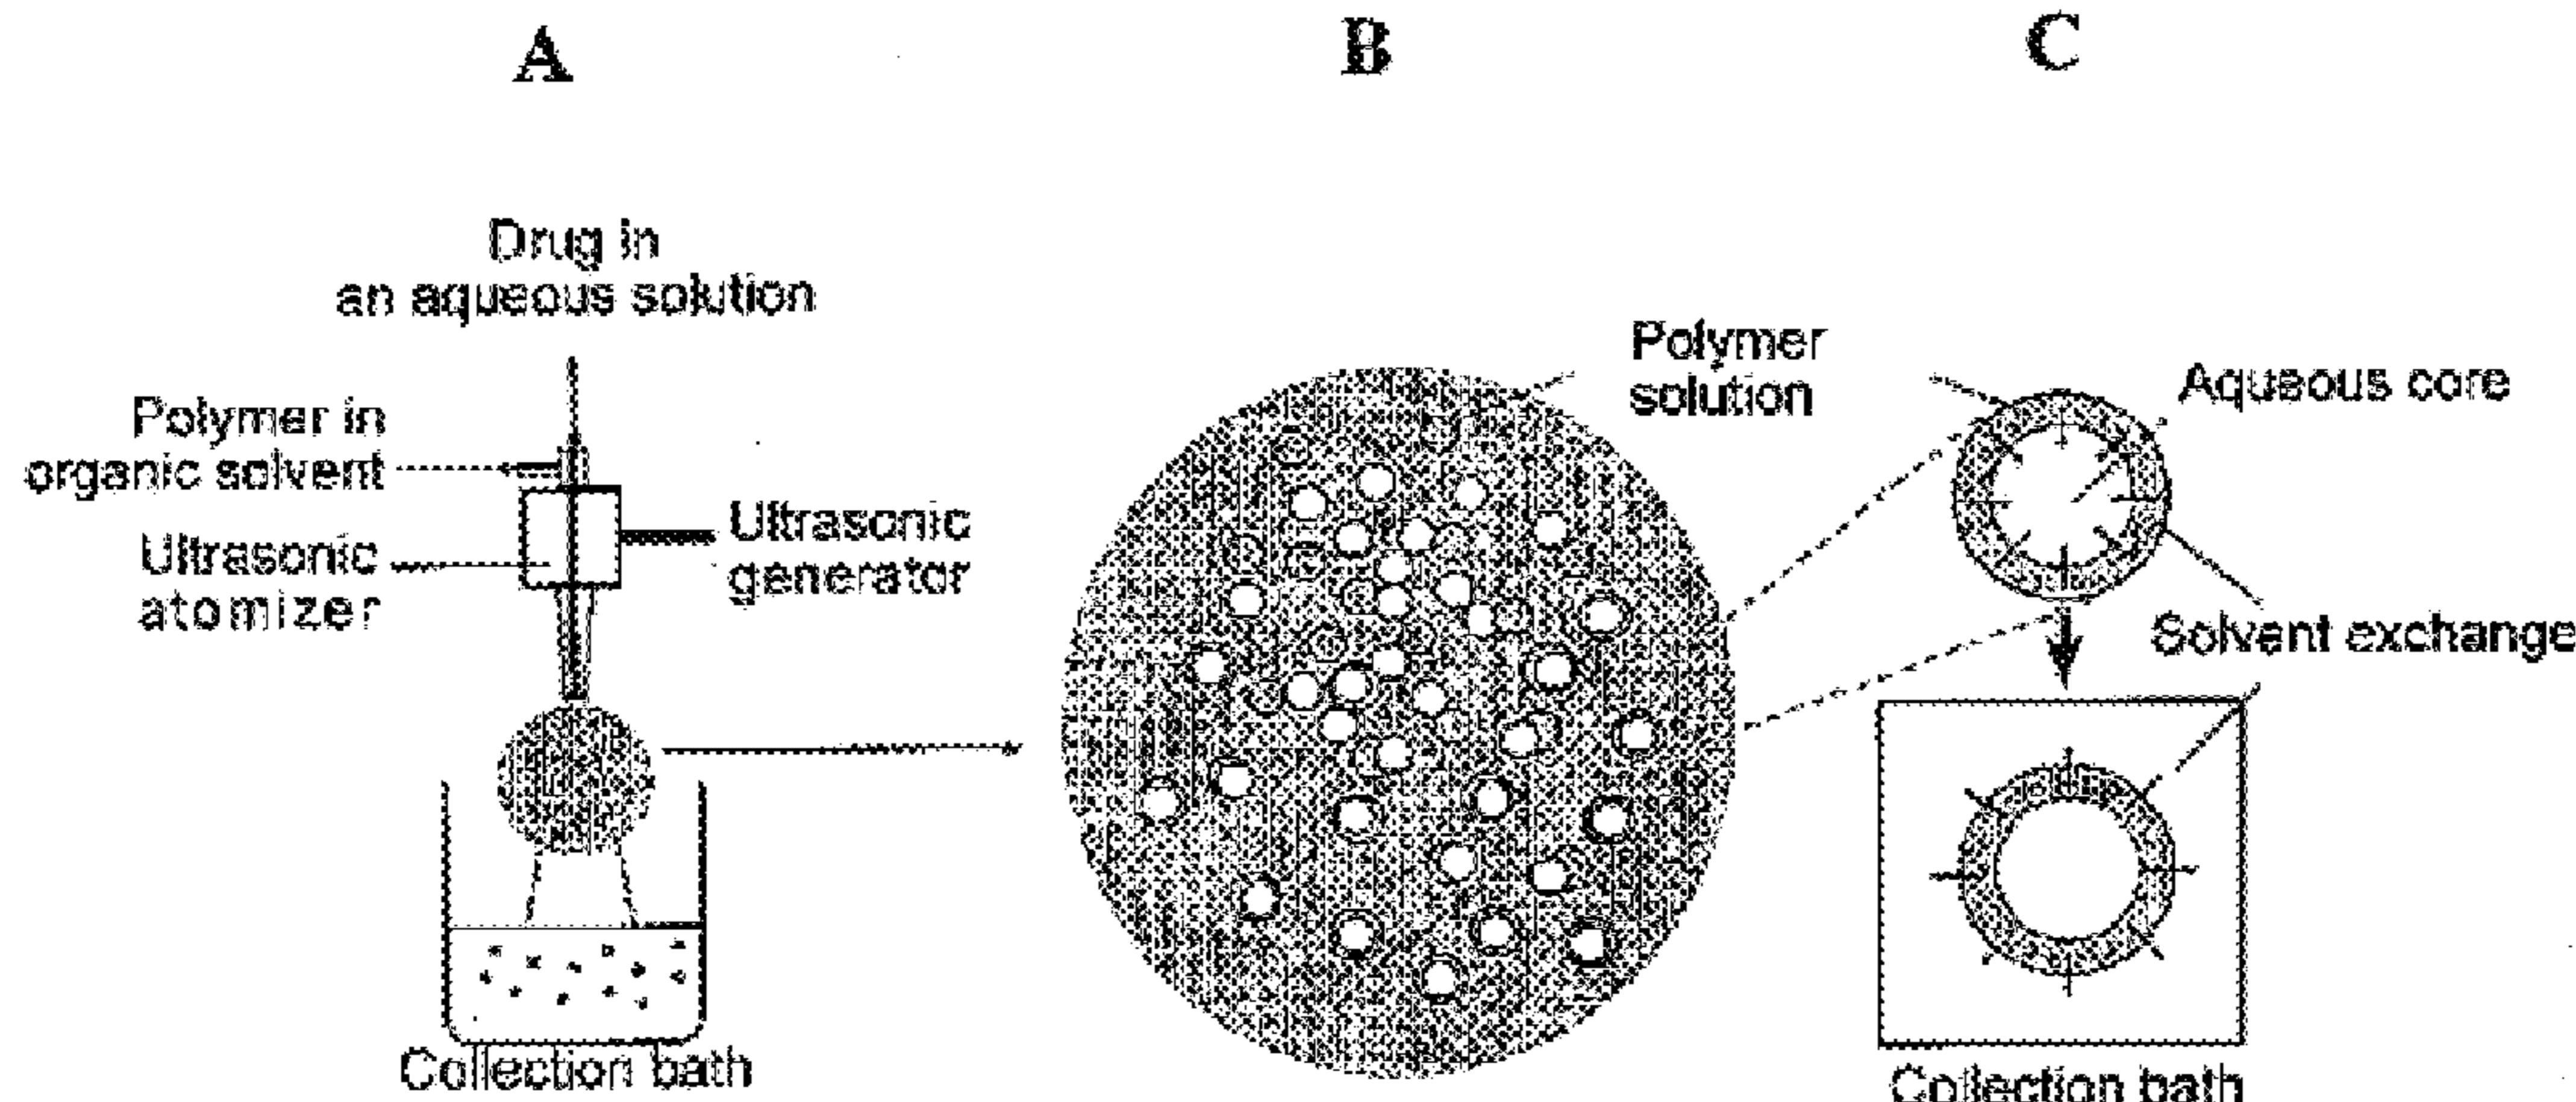 A
B
C
Drug in
an aqueous solution
Polymer in
organic solvent
Ultrasonic
atomizer
Ultrasonic
generator
Collection bath
Polymer
solution
Aqueous core
Solvent exchange
Collection bath